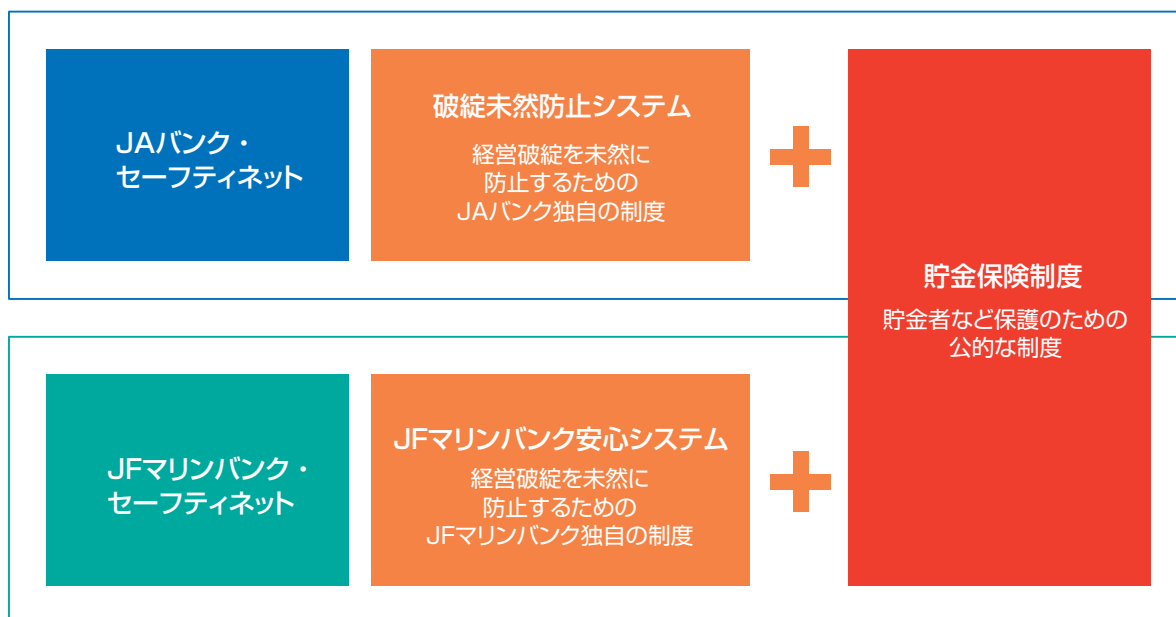 JAバンク・
セーフティネット
破綻未然防止システム
経営破綻を未然に
防止するための
JAバンク独自の制度
貯金保険制度
貯金者など保護のための
公的な制度
JFマリンバンク・
セーフティネット
JFマリンバンク安心システム
経営破綻を未然に
防止するための
JFマリンバンク独自の制度